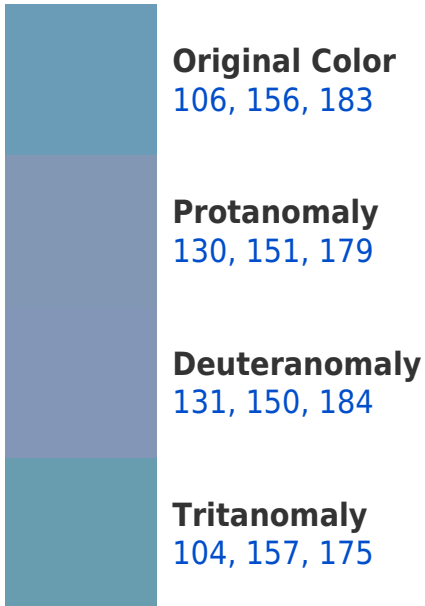 Original Color
106, 156, 183
Protanomaly
130, 151, 179
Deuteranomaly
131, 150, 184
Tritanomaly
104, 157, 175